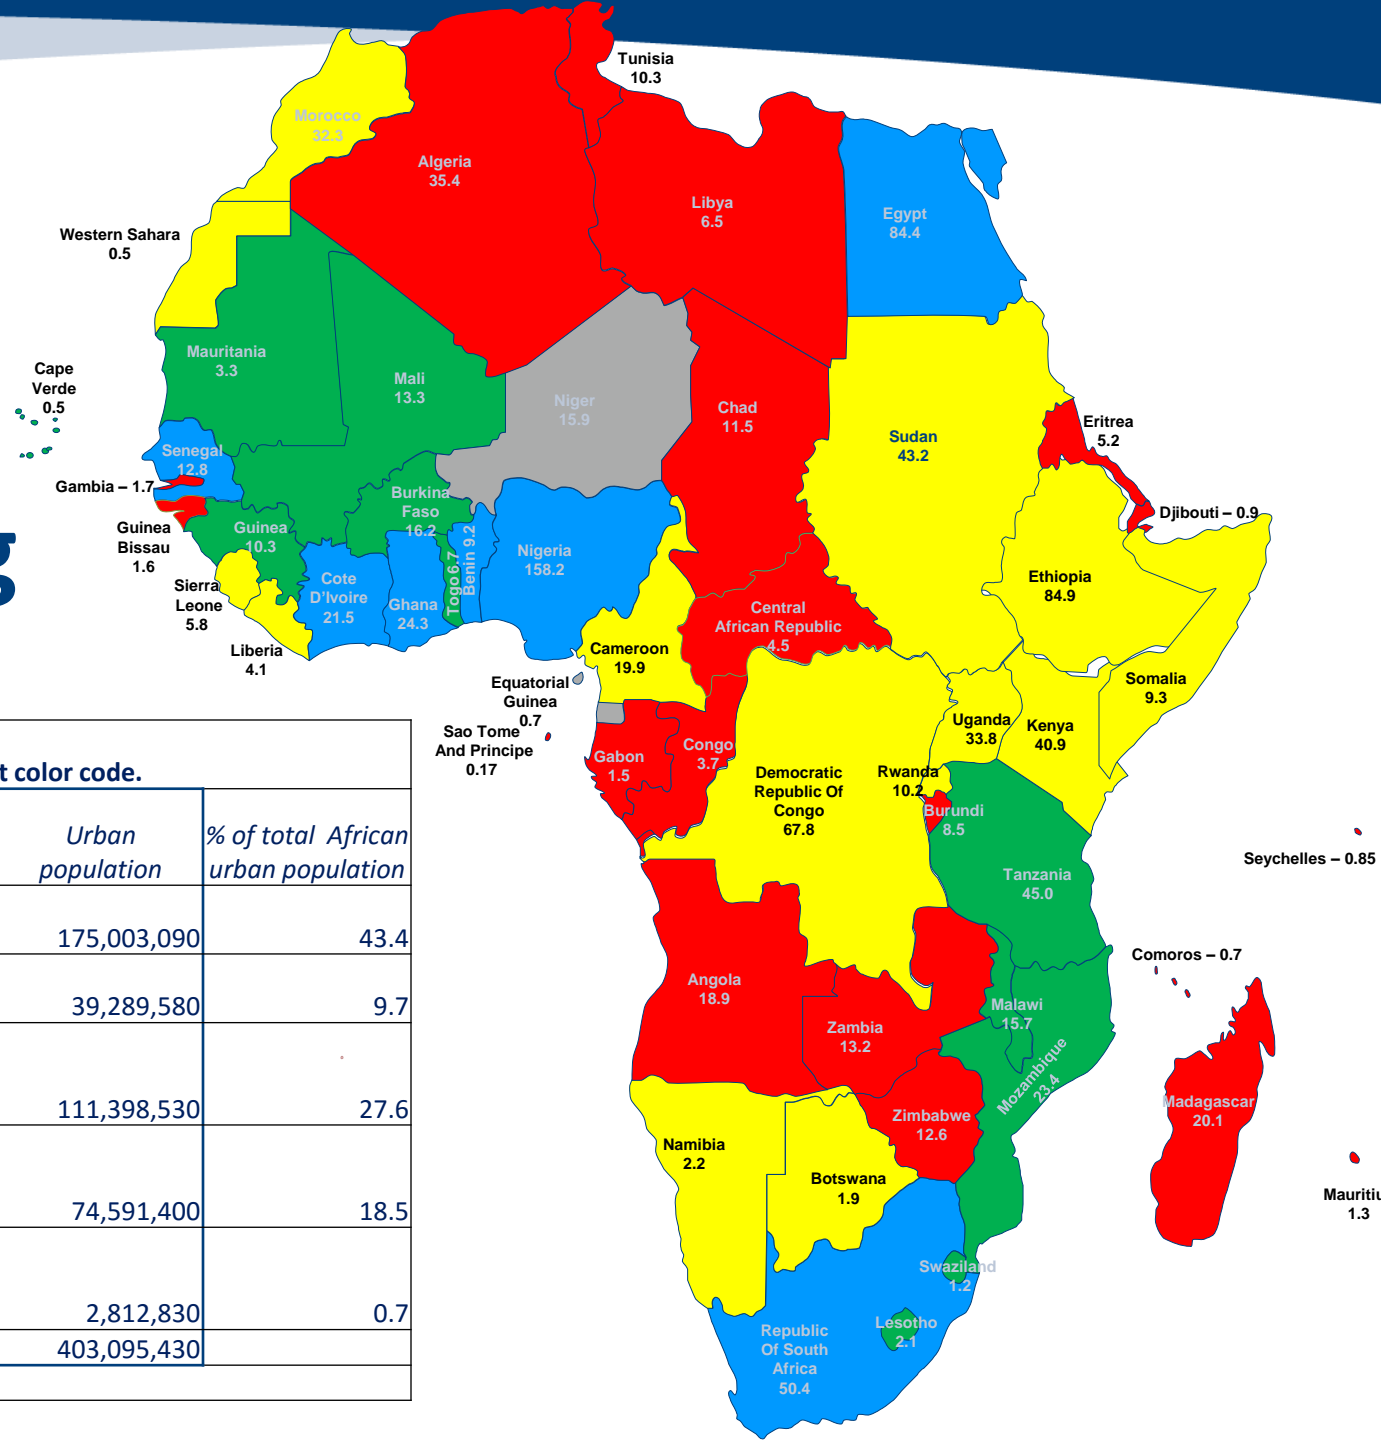 Tunisia
10.3
Morocco
32.3
Algeria
35.4
Libya
6.5
Egypt
84.4
Western Sahara
0.5
Mauritania
3.3
Mali
13.3
Niger
15.9
Chad
11.5
Sudan
43.2
Eritrea
5.2
Cape
Verde
0.5
Senegal
12.8
Gambia – 1.7
Guinea
Bissau
1.6
Guinea
10.3
Burkina
Faso
16.2
Djibouti – 0.9
g
Sierra
Leone
5.8
Liberia
4.1
Cote
D'Ivoire
21.5
Ghana
24.3
Togo 6.7
Benin 9.2
Nigeria
158.2
Ethiopia
84.9
Central
African Republic
4.5
Cameroon
19.9
Somalia
9.3
Equatorial
Guinea
0.7
Sao Tome
And Principe
0.17
Gabon
1.5
Congo
3.7
Uganda
33.8
Kenya
40.9
Democratic
Republic Of
Congo
67.8
Rwanda
10.2
Burundi
8.5
Tanzania
45.0
Seychelles – 0.85
Comoros – 0.7
Angola
18.9
Zambia
13.2
Malawi
15.7
Mozambique
23.4
Madagascar
20.1
Zimbabwe
12.6
Namibia
2.2
Botswana
1.9
Mauritiu
1.3
Swaziland
1.2
Lesotho
2.1
Republic
Of South
Africa
50.4
t color code.
Urban population % of total African urban population
175,003,090 43.4
39,289,580 9.7
111,398,530 27.6
74,591,400 18.5
2,812,830 0.7
403,095,430